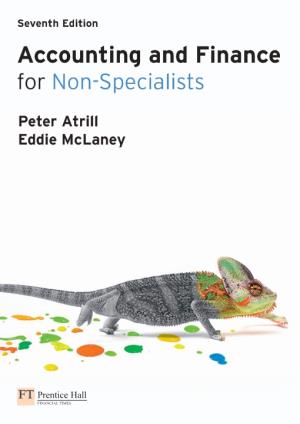 Seventh Edition
Accounting and Finance
for Non-Specialists
Peter Atrill
Eddie McLaney
FT Prentice Hall
FINANCIAL TIMES